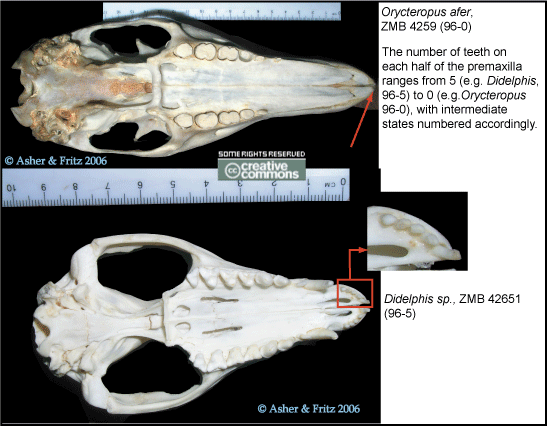 Orycteropus afer,
ZMB 4259 (96-0)
The number of teeth on
each half of the premaxilla
ranges from 5 (e.g. Didelphis,
96-5) to 0 (e.g.Orycteropus
96-0), with intermediate
states numbered accordingly.
© Asher & Fritz 2006
SOME RIGHTS RESERVED
cc creative
commons
10 9 8 7 6 5 4 3 2 1 CM 0
Didelphis sp., ZMB 42651
(96-5)
© Asher & Fritz 2006